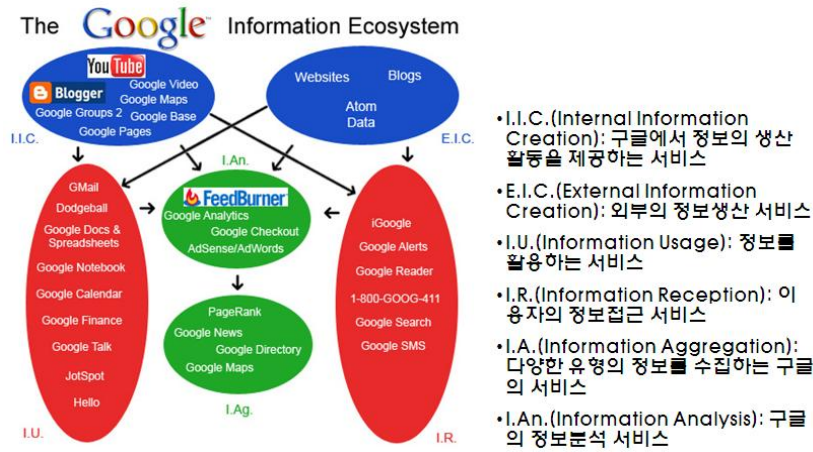 The Google Information Ecosystem
YouTube
Blogger
Google Video
Google Maps
Google Groups 2
Google Base
Google Pages
I.I.C.
Websites
Blogs
Atom
Data
E.I.C.
I.An.
GMail
Dodgeball
Google Docs &
Spreadsheets
Google Notebook
Google Calendar
Google Finance
Google Talk
JotSpot
Hello
I.U.
FeedBurner
Google Analytics
Google Checkout
AdSense/AdWords
PageRank
Google News
Google Directory
Google Maps
I.Ag.
iGoogle
Google Alerts
Google Reader
1-800-GOOG-411
Google Search
Google SMS
I.R.
•I.I.C.(Internal Information
Creation): 구글에서 정보의 생산
활동을 제공하는 서비스
•E.I.C.(External Information
Creation): 외부의 정보생산 서비스
•I.U.(Information Usage): 정보를
활용하는 서비스
•I.R.(Information Reception): 이
용자의 정보접근 서비스
•I.A.(Information Aggregation):
다양한 유형의 정보를 수집하는 구글
의 서비스
•I.An.(Information Analysis): 구글
의 정보분석 서비스